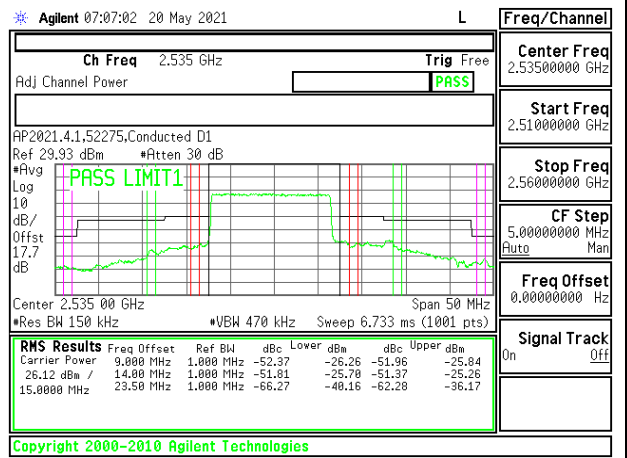 Agilent 07:07:02 20 May 2021 L
Freq/Channel
Ch Freq 2.535 GHz Trig Free
Adj Channel Power PASS
Center Freq
2.53500000 GHz
Start Freq
2.51000000 GHz
Stop Freq
2.56000000 GHz
CF Step
5.00000000 MHz
Auto Man
Freq Offset
0.00000000 Hz
Signal Track
On Off
AP2021.4.1,52275,Conducted D1
Ref 29.93 dBm #Atten 30 dB
#Avg
Log
10
dB/
Offst
17.7
dB
PASS LIMIT1
Center 2.535 00 GHz Span 50 MHz
#Res BW 150 kHz #VBW 470 kHz Sweep 6.733 ms (1001 pts)
RMS Results Freq Offset Ref BW dBc Lower dBm dBc Upper dBm
Carrier Power 9.000 MHz 1.000 MHz -52.37 -26.26 -51.96 -25.84
26.12 dBm / 14.00 MHz 1.000 MHz -51.81 -25.70 -51.37 -25.26
15.0000 MHz 23.50 MHz 1.000 MHz -66.27 -40.16 -62.28 -36.17
Copyright 2000-2010 Agilent Technologies